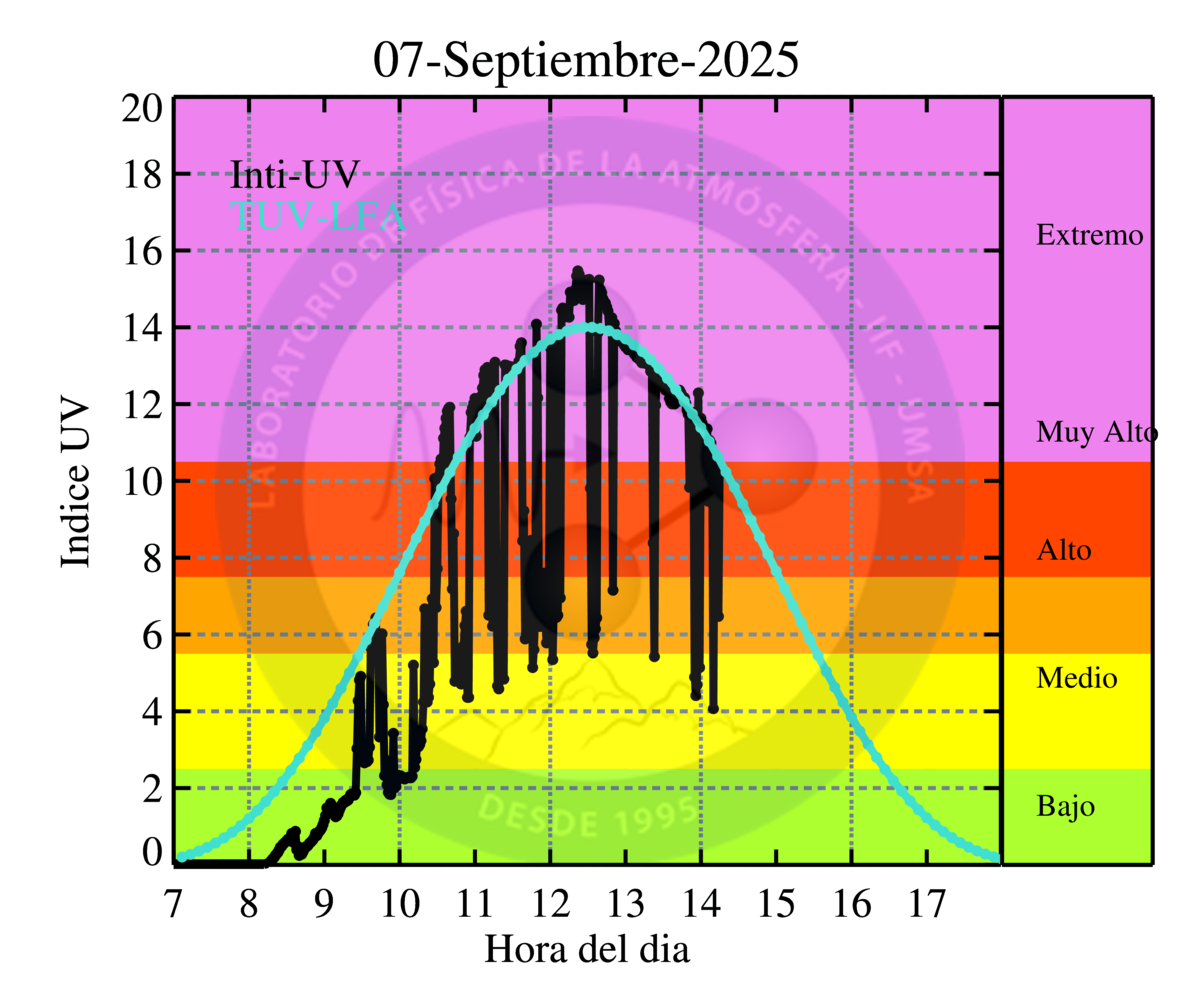 07-Septiembre-2025
20
18
16
14
12
10
8
6
4
2
0
Indice UV
Inti-UV
TUV-LFA
LABORATORIO DE FÍSICA DE LA ATMÓSFERA - IIF - UMSA
DESDE 1995
Extremo
Muy Alto
Alto
Medio
Bajo
7 8 9 10 11 12 13 14 15 16 17
Hora del dia